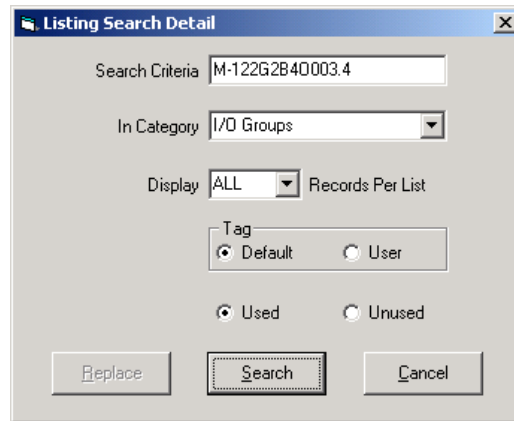 Listing Search Detail
Search Criteria M-122G2B4O003.4
In Category I/O Groups
Display ALL Records Per List
Tag
Default User
Used Unused
Replace Search Cancel